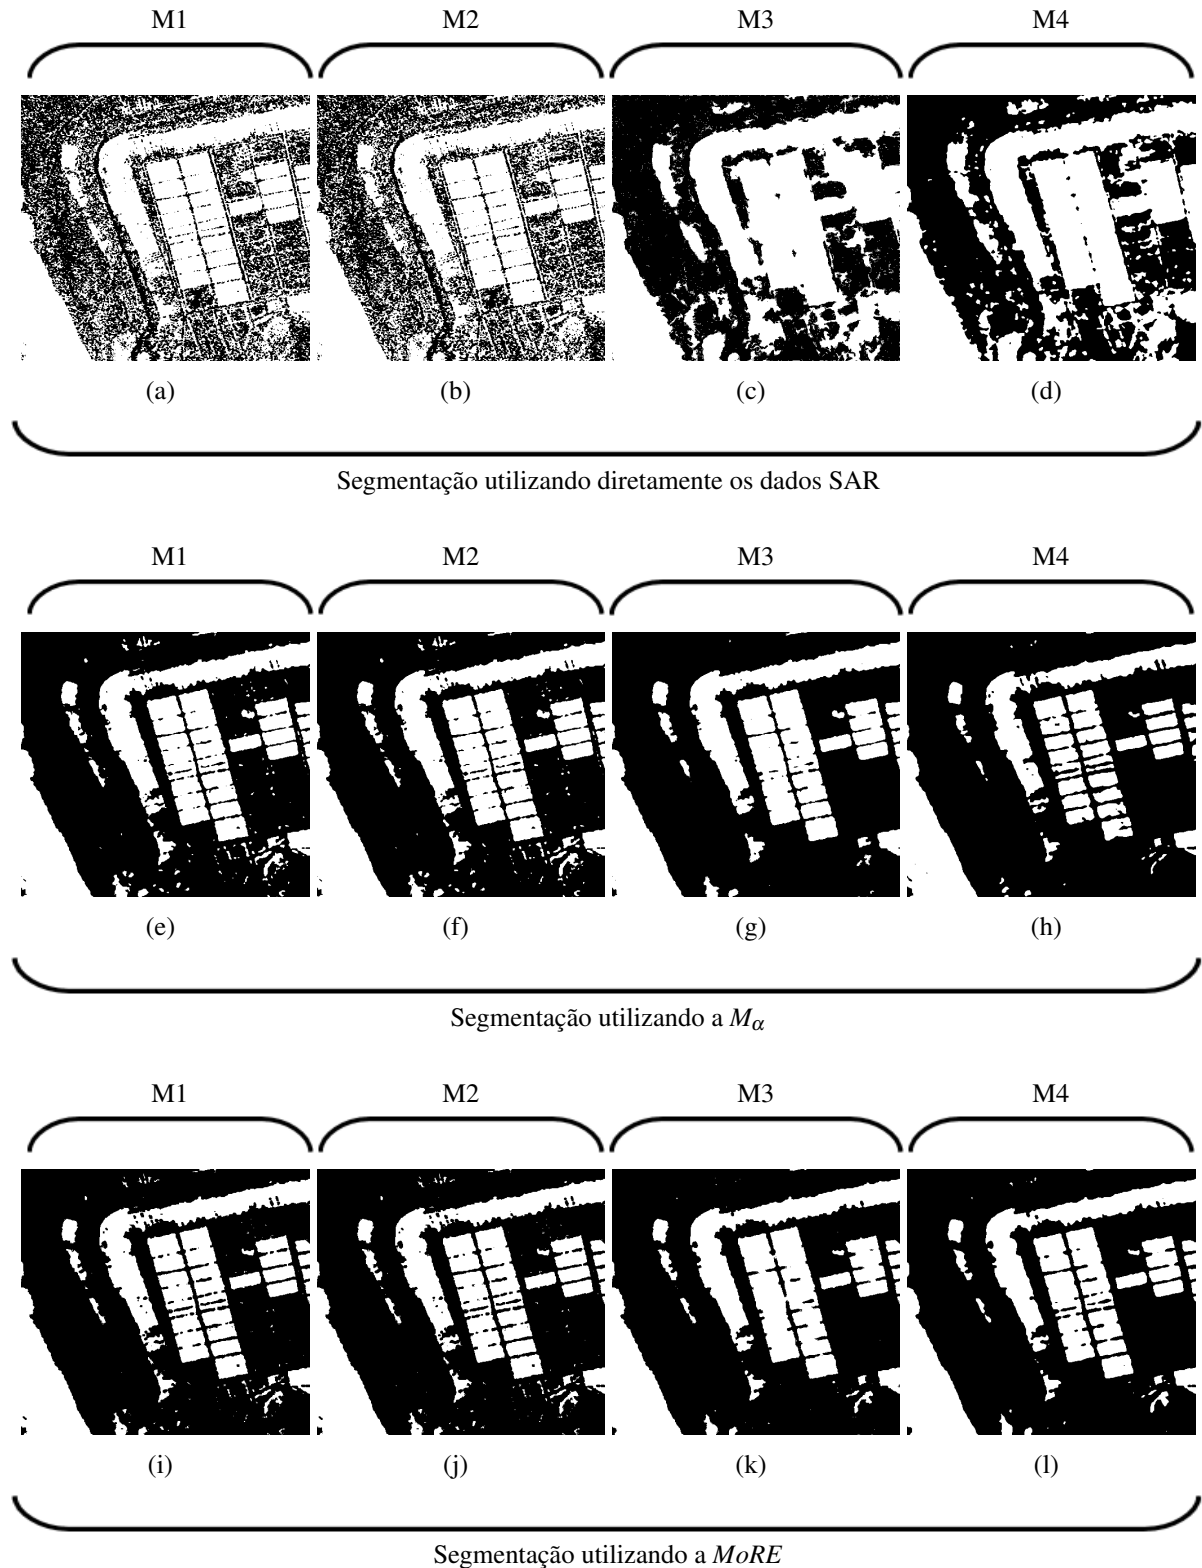 M1 M2 M3 M4
(a) (b) (c) (d)
Segmentação utilizando diretamente os dados SAR
M1 M2 M3 M4
(e) (f) (g) (h)
Segmentação utilizando a Mα
M1 M2 M3 M4
(i) (j) (k) (l)
Segmentação utilizando a MoRE